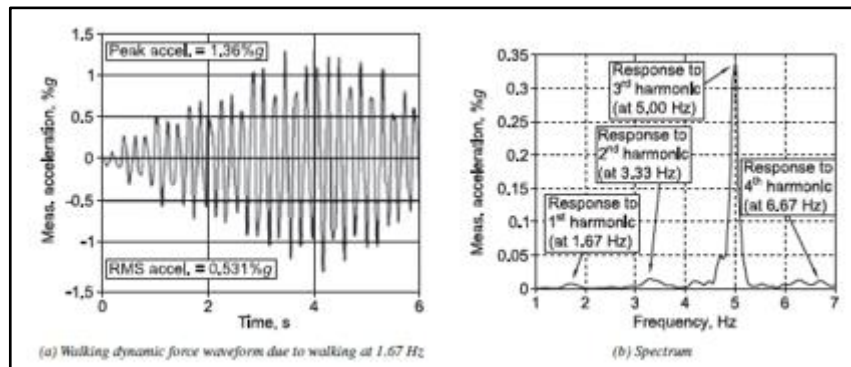 Peak accel. = 1.36%g
RMS accel. = 0.531%g
Meas. acceleration, %g
1.5
1
0.5
0
-0.5
-1
-1.5
0
2
4
6
Time, s
(a) Walking dynamic force waveform due to walking at 1.67 Hz
Meas. acceleration, %g
0.35
0.3
0.25
0.2
0.15
0.1
0.05
0
1
2
3
4
5
6
7
Frequency, Hz
Response to
3rd harmonic
(at 5.00 Hz)
Response to
2nd harmonic
(at 3.33 Hz)
Response to
1st harmonic
(at 1.67 Hz)
Response to
4th harmonic
(at 6.67 Hz)
(b) Spectrum